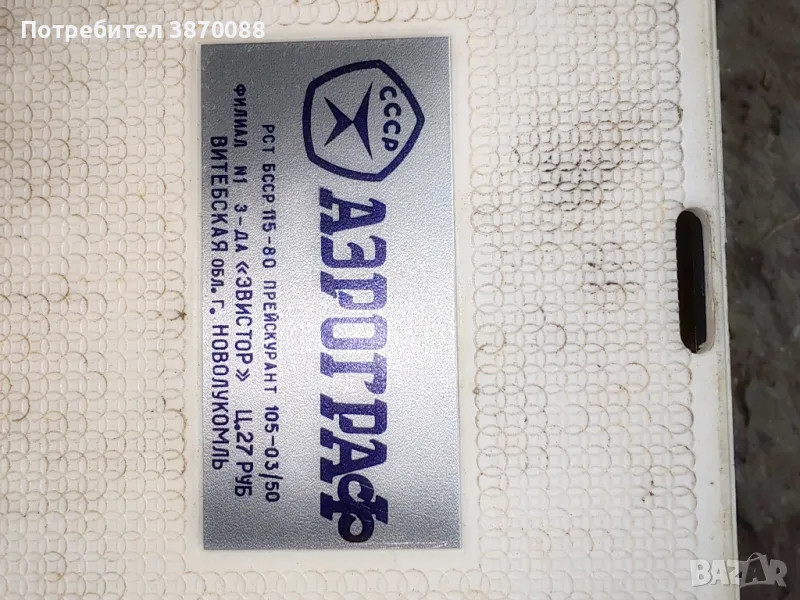 Потребител 3870088
СССР
АЭРОГРАФ
РСТ БССР 115-80 ПРЕЙСКУРАНТ 105-03/50
ФИЛИАЛ N1 З-ДА «ЭВИСТОР» Ц.27 РУБ
ВИТЕБСКАЯ ОБЛ. Г. НОВОЛУКОМЛЬ
BAZAR